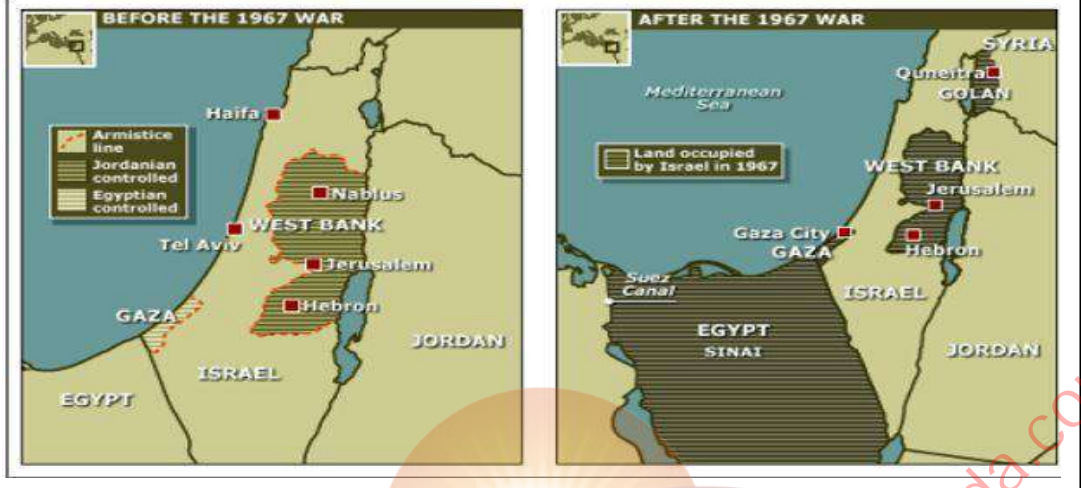 BEFORE THE 1967 WAR
Haifa
Armistice
line
Jordanian
controlled
Egyptian
controlled
Nablus
WEST BANK
Tel Aviv
Jerusalem
Hebron
GAZA
JORDAN
ISRAEL
EGYPT
AFTER THE 1967 WAR
SYRIA
Quneitra
GOLAN
Mediterranean
Sea
Land occupied
by Israel in 1967
WEST BANK
Jerusalem
Gaza City
GAZA
Hebron
Suez
Canal
ISRAEL
EGYPT
SINAI
JORDAN